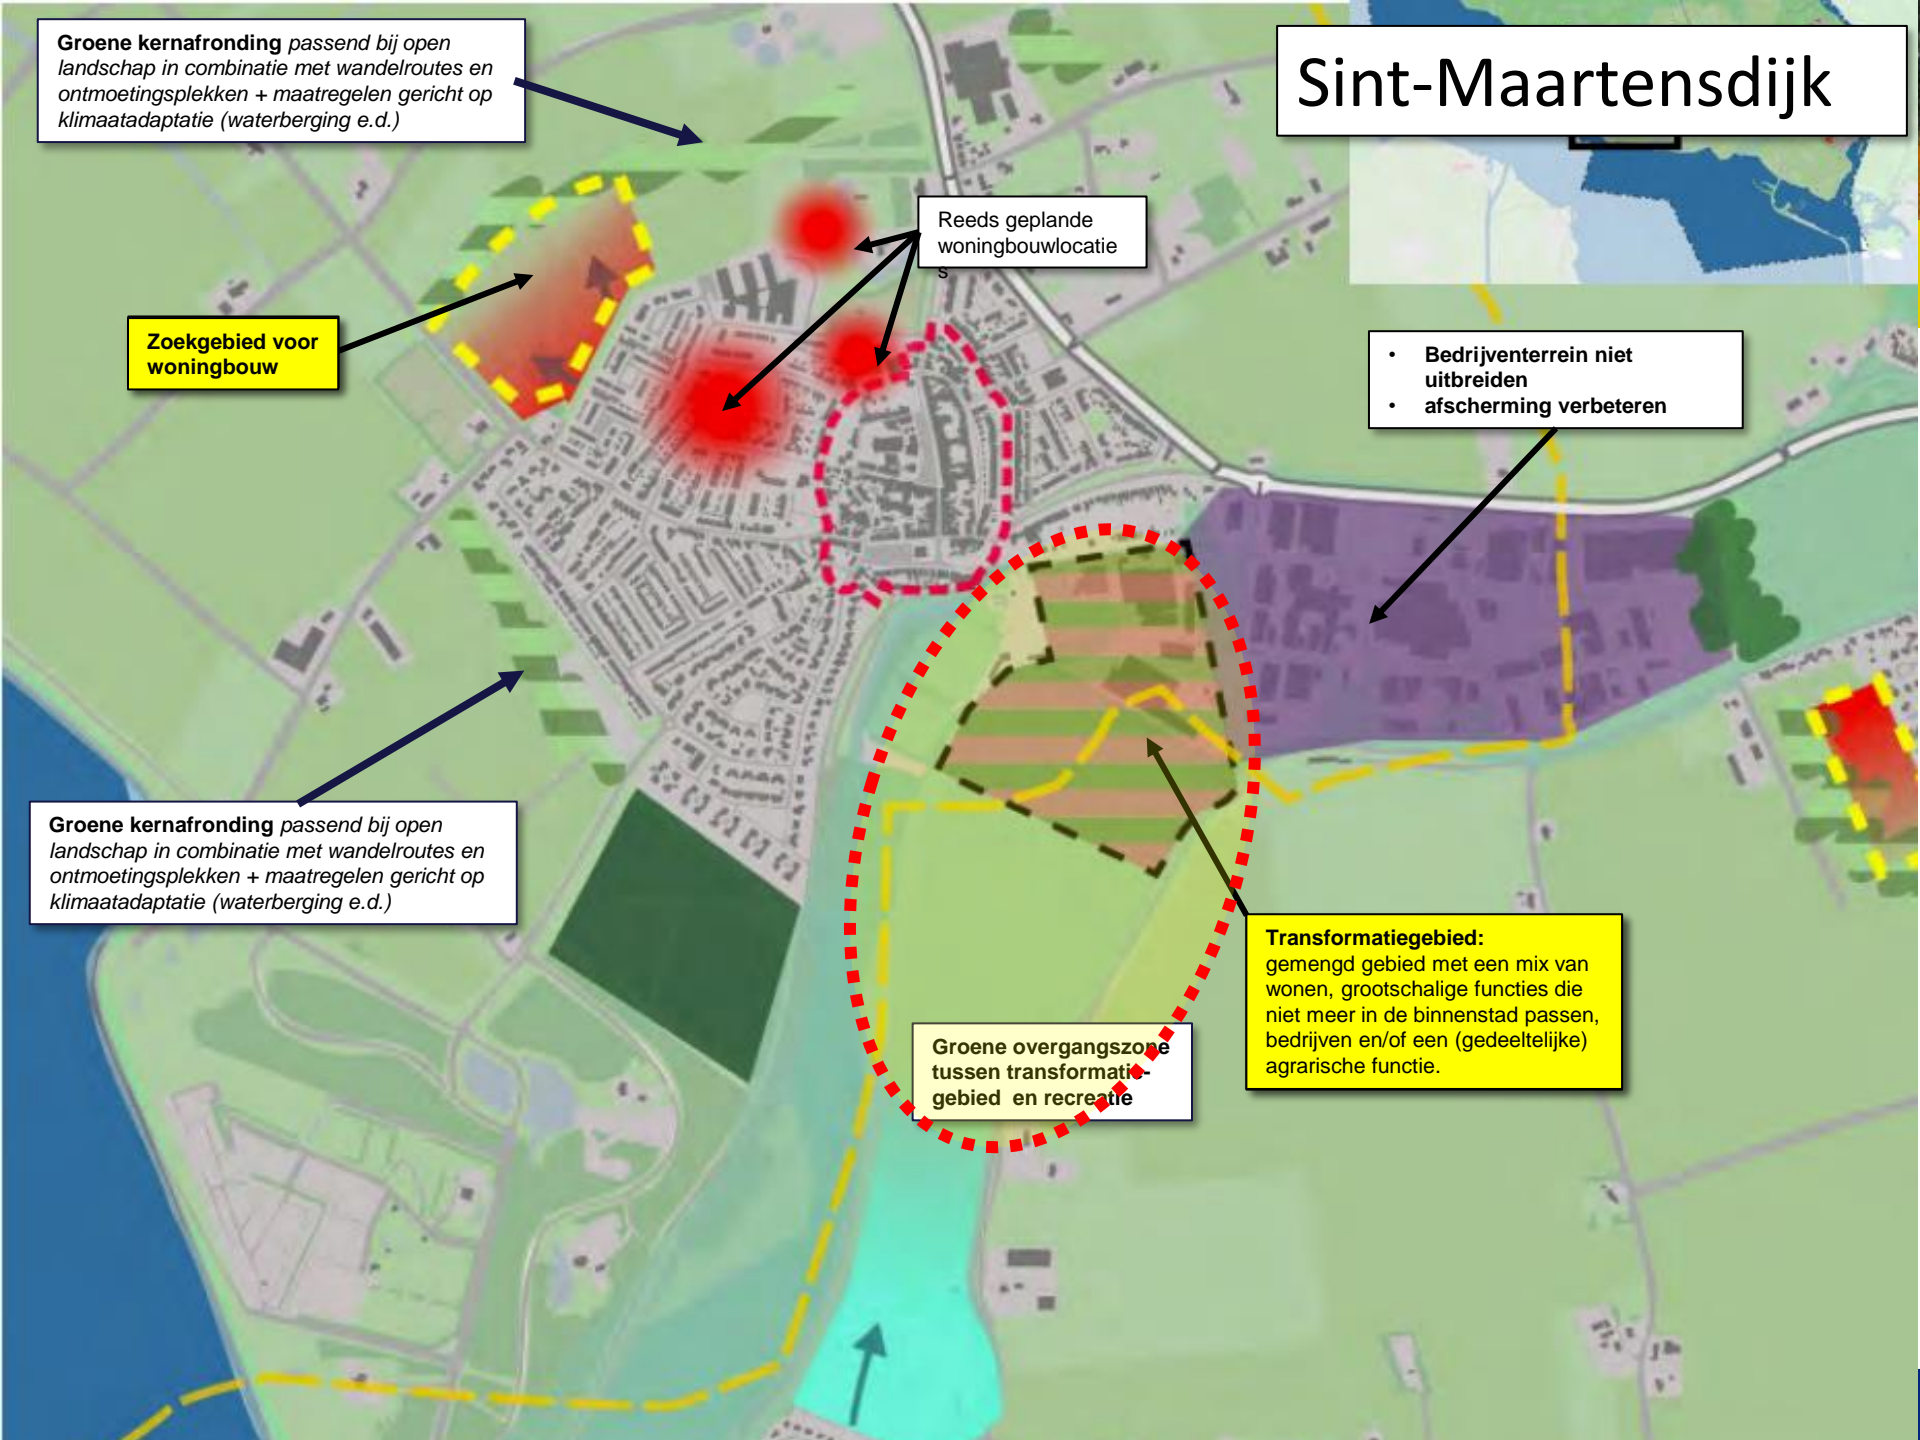 Groene kernafronding passend bij open
landschap in combinatie met wandelroutes en
ontmoetingsplekken + maatregelen gericht op
klimaatadaptatie (waterberging e.d.)
Sint-Maartensdijk
Reeds geplande
woningbouwlocatie
s
Zoekgebied voor
woningbouw
• Bedrijventerrein niet
uitbreiden
• afscherming verbeteren
Groene kernafronding passend bij open
landschap in combinatie met wandelroutes en
ontmoetingsplekken + maatregelen gericht op
klimaatadaptatie (waterberging e.d.)
Transformatiegebied:
gemengd gebied met een mix van
wonen, grootschalige functies die
niet meer in de binnenstad passen,
bedrijven en/of een (gedeeltelijke)
agrarische functie.
Groene overgangszone
tussen transformatie-
gebied en recreatie